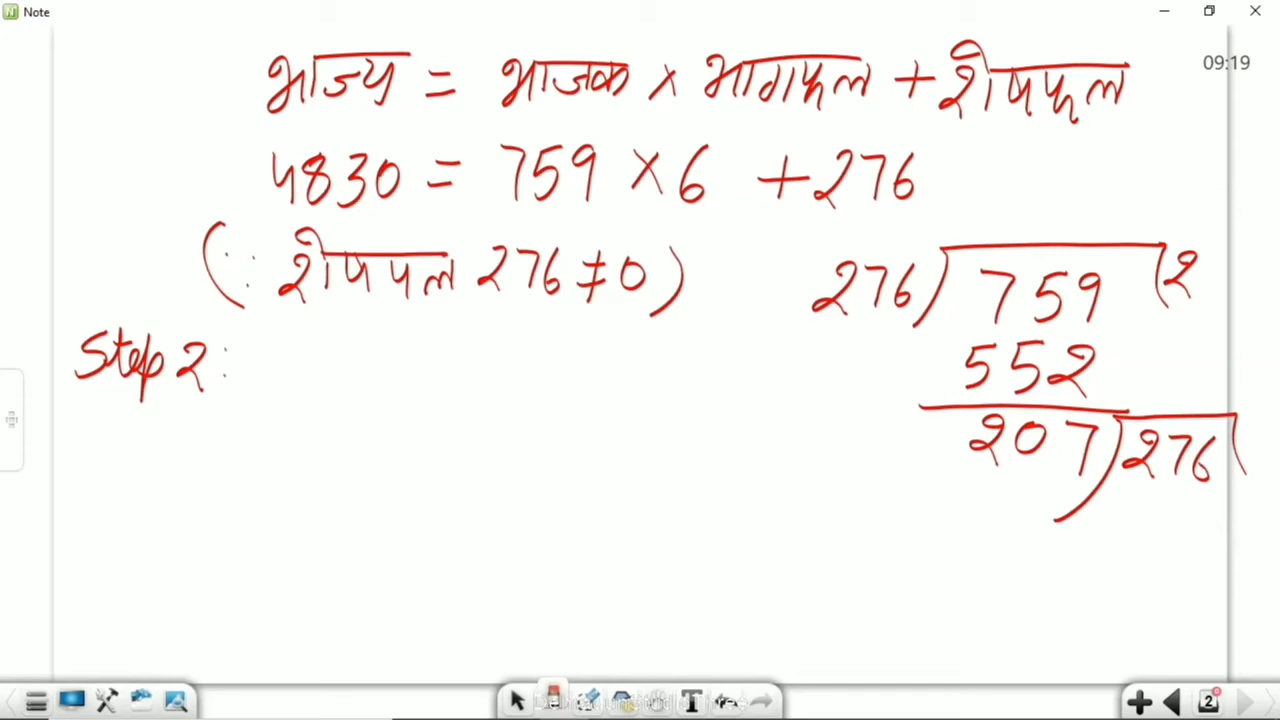 Note
09:19
भाज्य = भाजक × भागफल + शेषफल
4830 = 759 × 6 + 276
(∵ शेषफल 276 ≠ 0)
276) 759 (2
552
207) 276 (
Step 2:
2